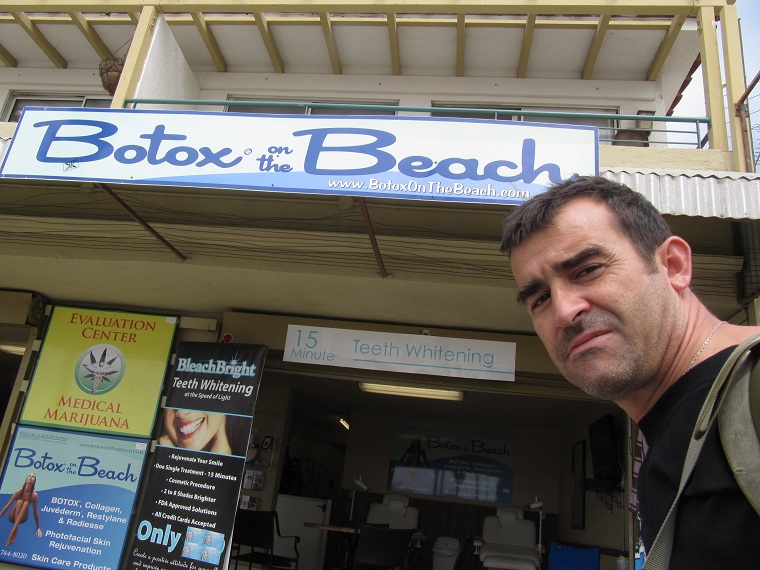 Botox on the Beach
www.BotoxOnTheBeach.com
15 Minute Teeth Whitening
EVALUATION CENTER
MEDICAL MARIJUANA
BleachBright
Teeth Whitening
at the Speed of Light
• Rejuvenate Your Smile
• One Single Treatment - 15 Minutes
• Cosmetic Procedure
• 2 to 8 Shades Brighter
• FDA Approved Solutions
• All Credit Cards Accepted
Only
Botox on the Beach
BOTOX, Collagen,
Juvéderm, Restylane
& Radiesse
Photofacial Skin
Rejuvenation
744-8020
Skin Care Products
Botox Beach